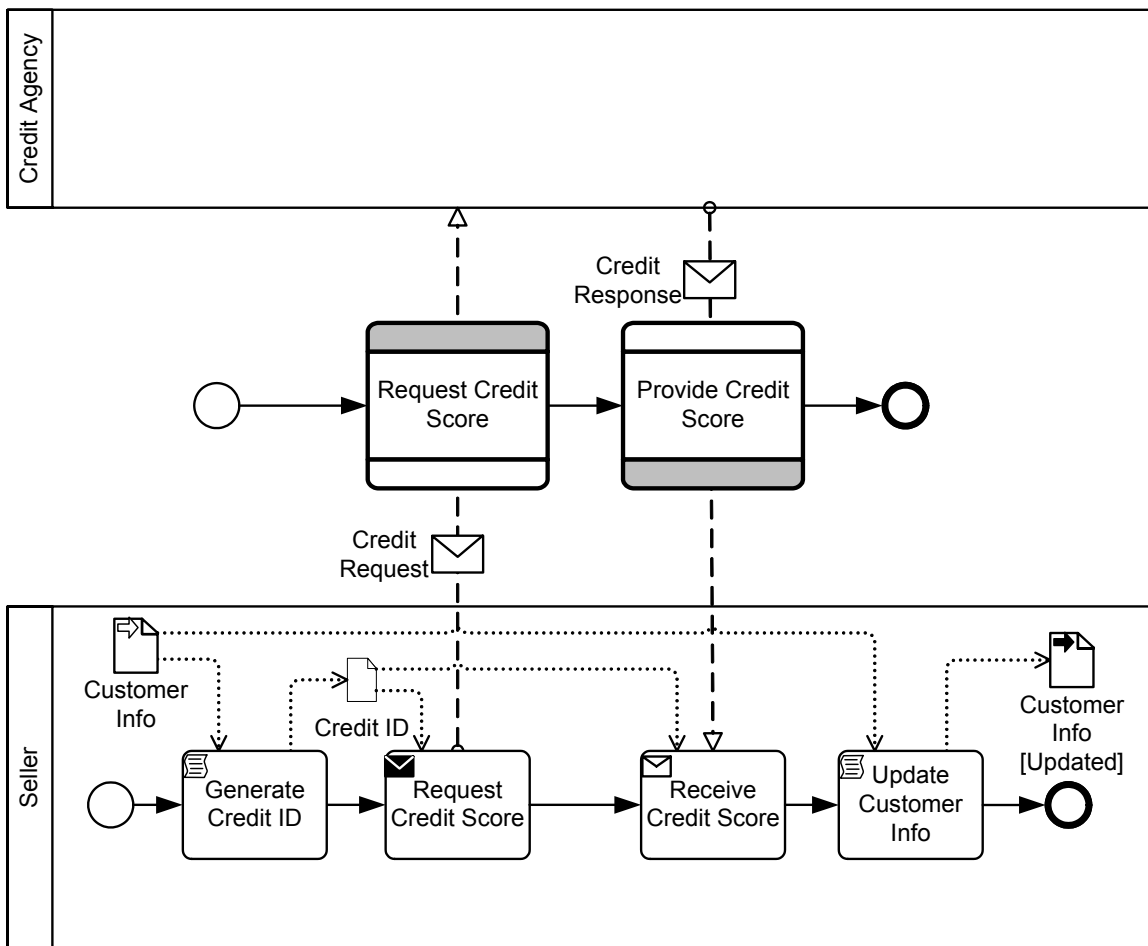 Credit Agency
Credit
Response
Request Credit
Score
Provide Credit
Score
Credit
Request
Seller
Customer
Info
Credit ID
Customer
Info
[Updated]
Generate
Credit ID
Request
Credit Score
Receive
Credit Score
Update
Customer
Info